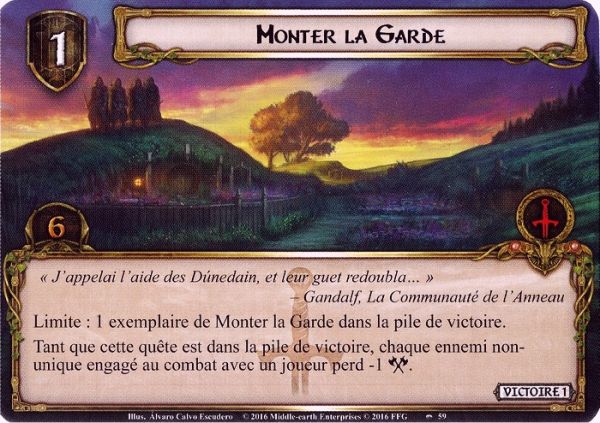 1
MONTER LA GARDE
6
« J'appelai l'aide des Dúnedain, et leur guet redoubla… »
– Gandalf, La Communauté de l'Anneau
Limite : 1 exemplaire de Monter la Garde dans la pile de victoire.
Tant que cette quête est dans la pile de victoire, chaque ennemi non-
unique engagé au combat avec un joueur perd -1
VICTOIRE 1
Illus. Álvaro Calvo Escudero © 2016 Middle-earth Enterprises © 2016 FFG 59